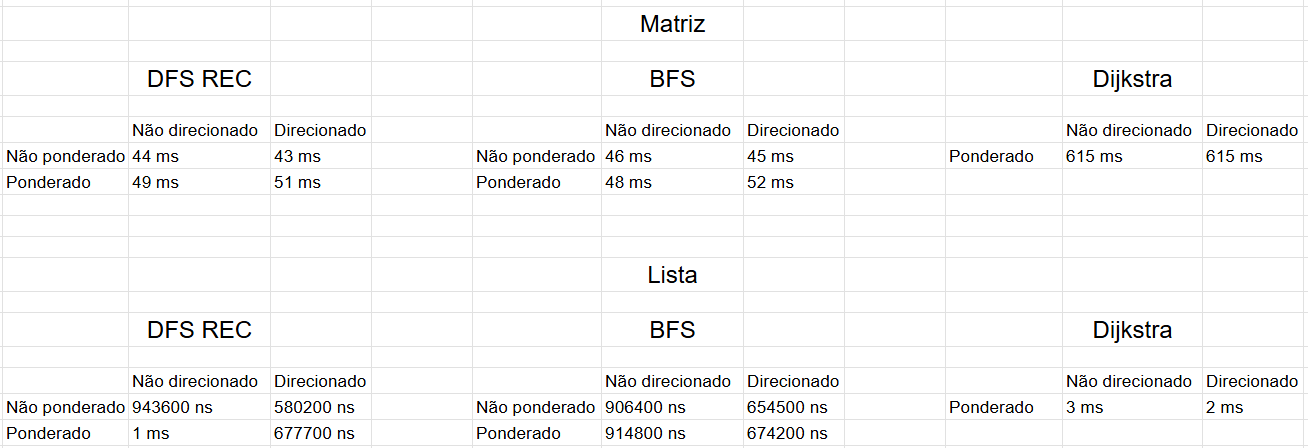 Matriz
DFS REC BFS Dijkstra
Não direcionado Direcionado Não direcionado Direcionado Não direcionado Direcionado
Não ponderado 44 ms 43 ms Não ponderado 46 ms 45 ms Ponderado 615 ms 615 ms
Ponderado 49 ms 51 ms Ponderado 48 ms 52 ms
Lista
DFS REC BFS Dijkstra
Não direcionado Direcionado Não direcionado Direcionado Não direcionado Direcionado
Não ponderado 943600 ns 580200 ns Não ponderado 906400 ns 654500 ns Ponderado 3 ms 2 ms
Ponderado 1 ms 677700 ns Ponderado 914800 ns 674200 ns